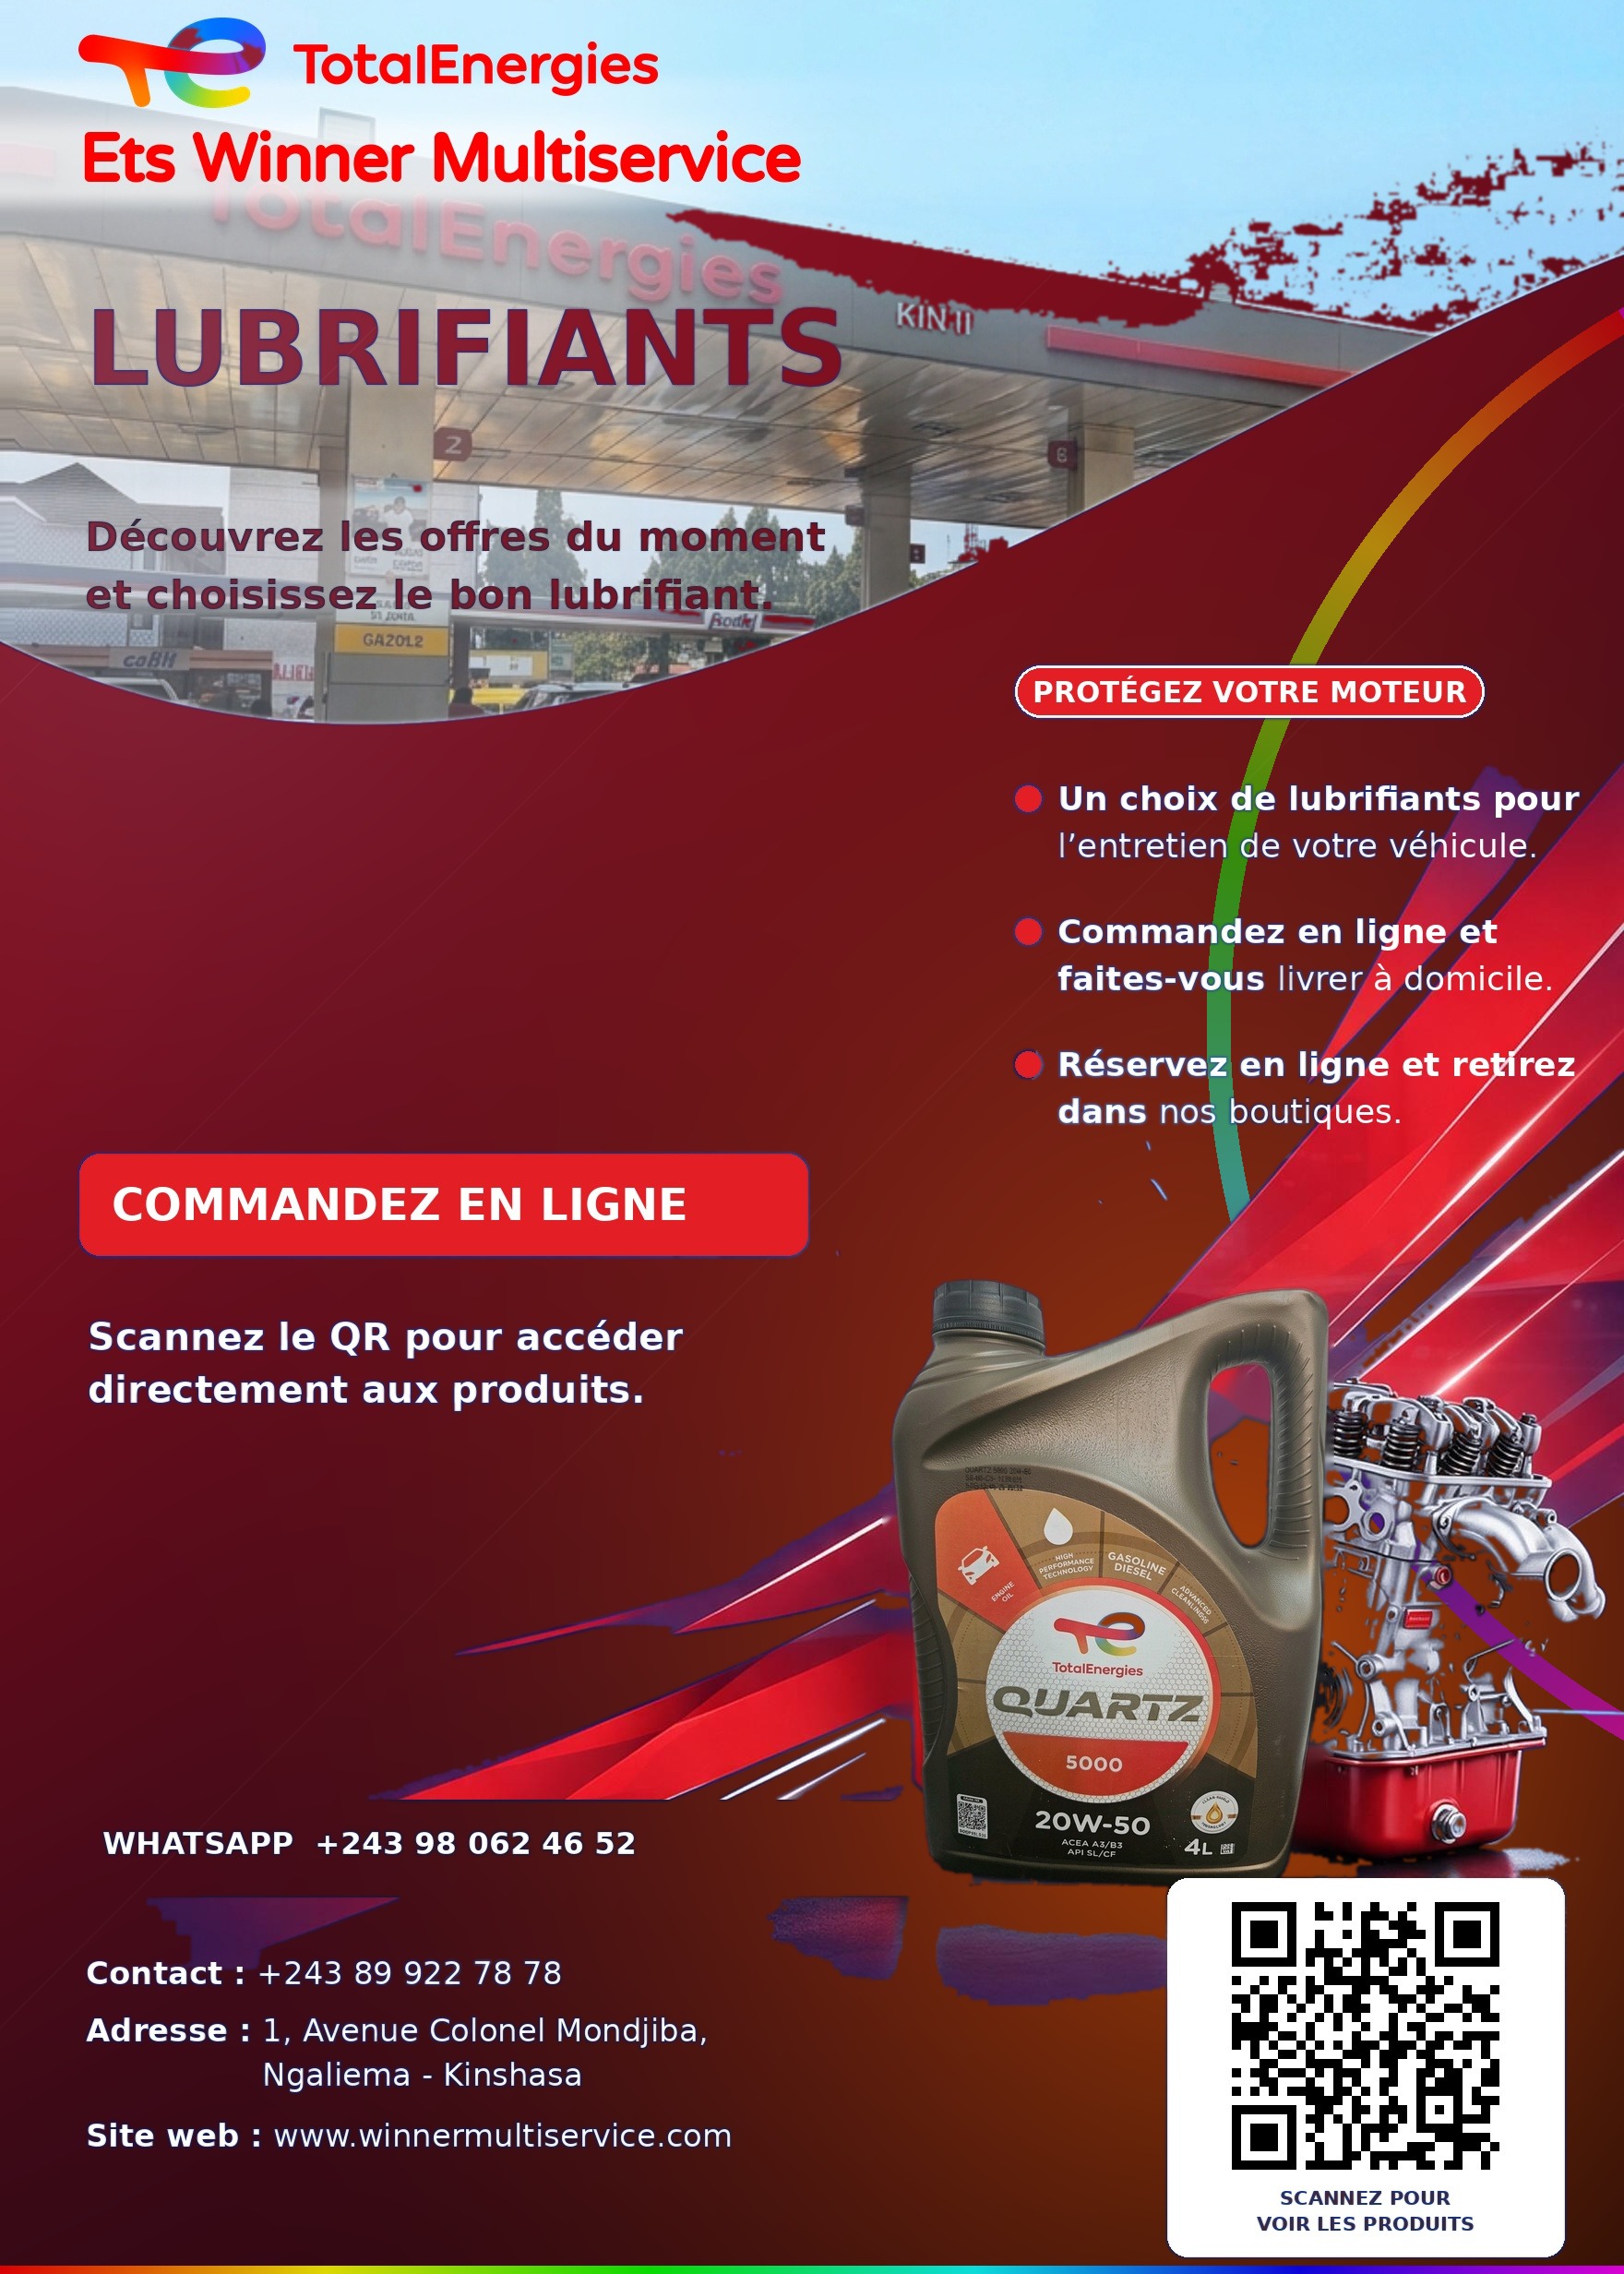 TotalEnergies
Ets Winner Multiservice
TotalEnergies
KIN II
LUBRIFIANTS
2
6
Découvrez les offres du moment
et choisissez le bon lubrifiant.
GA2012
PROTÉGEZ VOTRE MOTEUR
Un choix de lubrifiants pour
l’entretien de votre véhicule.
Commandez en ligne et
faites-vous livrer à domicile.
Réservez en ligne et retirez
dans nos boutiques.
COMMANDEZ EN LIGNE
Scannez le QR pour accéder
directement aux produits.
ENGINE
OIL
HIGH
PERFORMANCE
TECHNOLOGY
GASOLINE
DIESEL
ADVANCED
CLEANLINESS
TotalEnergies
QUARTZ
5000
20W-50
ACEA A3/B3
API SL/CF
4L
WHATSAPP +243 98 062 46 52
Contact : +243 89 922 78 78
Adresse : 1, Avenue Colonel Mondjiba,
Ngaliema - Kinshasa
Site web : www.winnermultiservice.com
SCANNEZ POUR
VOIR LES PRODUITS